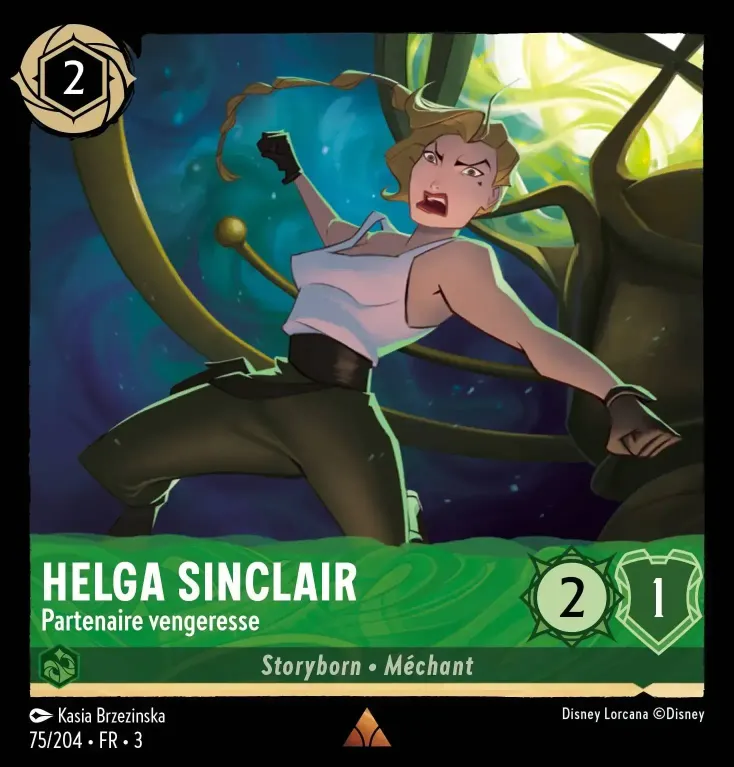 2
HELGA SINCLAIR
Partenaire vengeresse
2
1
Storyborn • Méchant
Kasia Brzezinska
Disney Lorcana ©Disney
75/204 • FR • 3